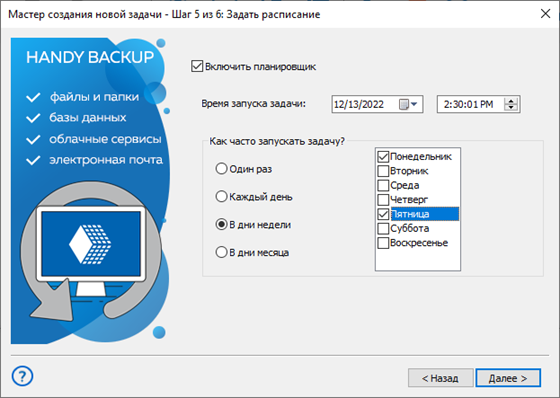 Мастер создания новой задачи - Шаг 5 из 6: Задать расписание
HANDY BACKUP
файлы и папки
базы данных
облачные сервисы
электронная почта
Включить планировщик
Время запуска задачи: 12/13/2022 2:30:01 PM
Как часто запускать задачу?
Один раз
Каждый день
В дни недели
В дни месяца
Понедельник
Вторник
Среда
Четверг
Пятница
Суббота
Воскресенье
?
< Назад
Далее >